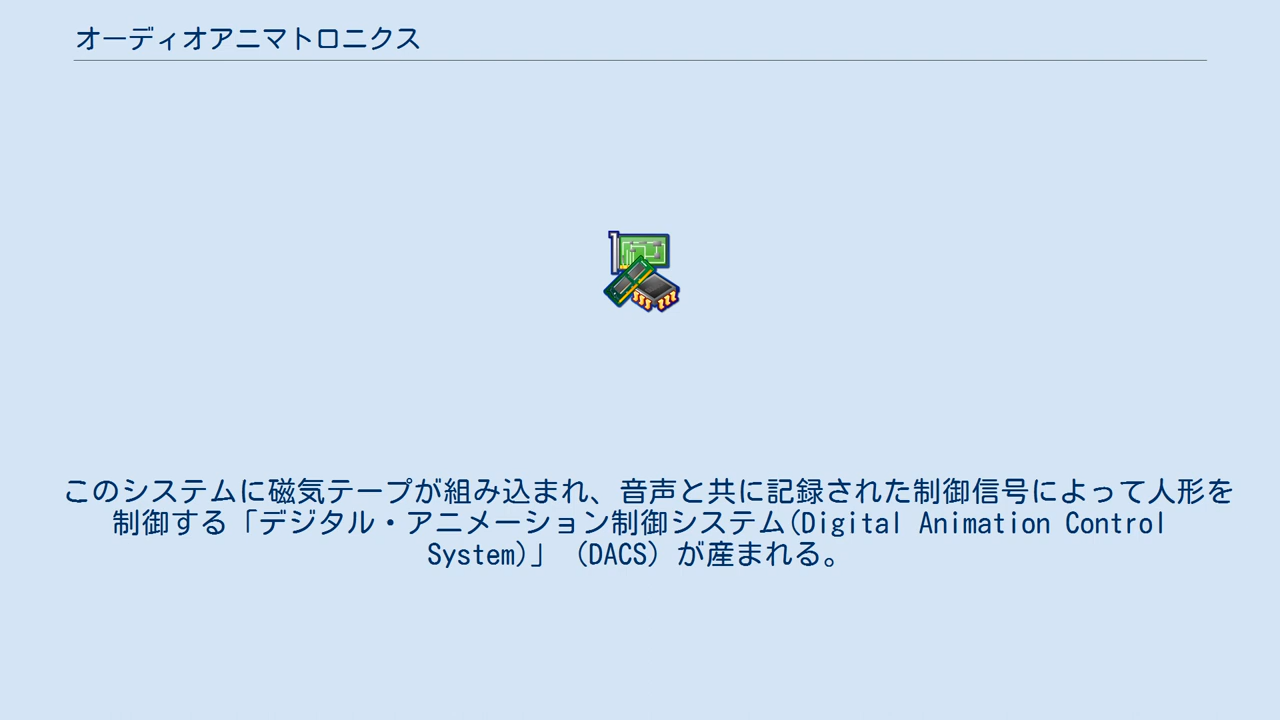 オーディオアニマトロニクス
このシステムに磁気テープが組み込まれ、音声と共に記録された制御信号によって人形を
制御する「デジタル・アニメーション制御システム(Digital Animation Control
System)」（DACS）が産まれる。